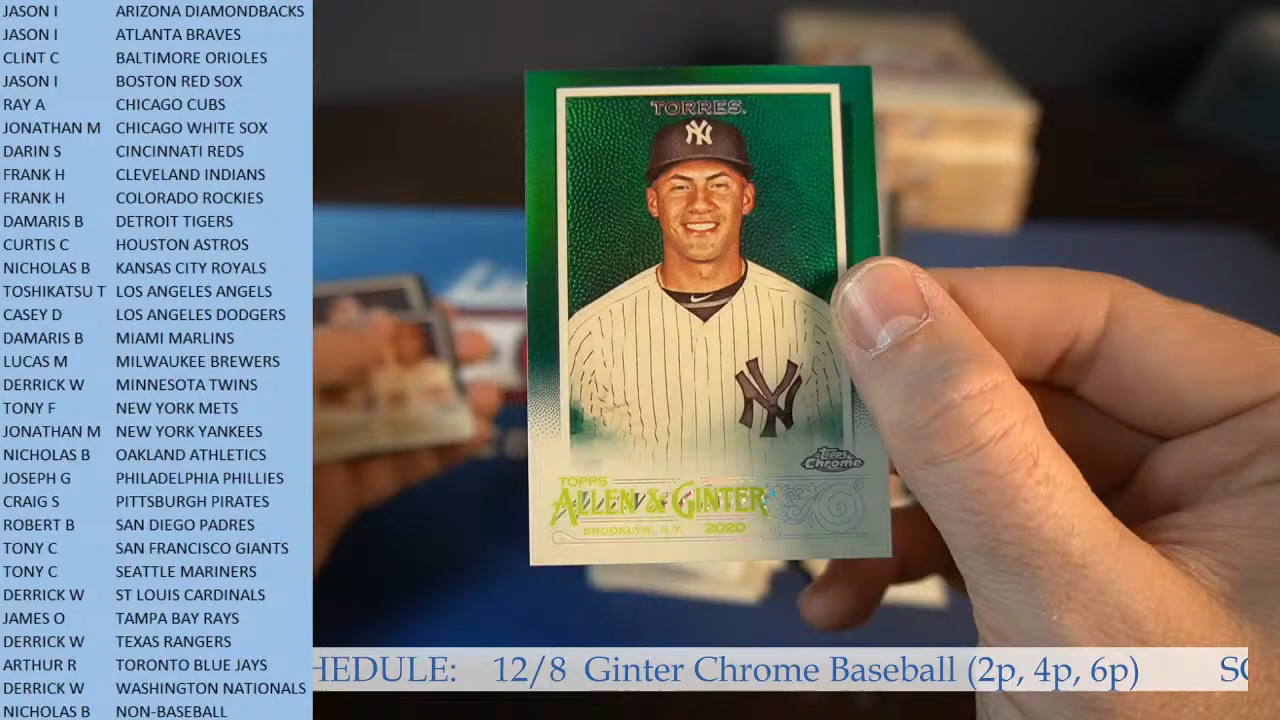 JASON I ARIZONA DIAMONDBACKS
JASON I ATLANTA BRAVES
CLINT C BALTIMORE ORIOLES
JASON I BOSTON RED SOX
RAY A CHICAGO CUBS
JONATHAN M CHICAGO WHITE SOX
DARIN S CINCINNATI REDS
FRANK H CLEVELAND INDIANS
FRANK H COLORADO ROCKIES
DAMARIS B DETROIT TIGERS
CURTIS C HOUSTON ASTROS
NICHOLAS B KANSAS CITY ROYALS
TOSHIKATSU T LOS ANGELES ANGELS
CASEY D LOS ANGELES DODGERS
DAMARIS B MIAMI MARLINS
LUCAS M MILWAUKEE BREWERS
DERRICK W MINNESOTA TWINS
TONY F NEW YORK METS
JONATHAN M NEW YORK YANKEES
NICHOLAS B OAKLAND ATHLETICS
JOSEPH G PHILADELPHIA PHILLIES
CRAIG S PITTSBURGH PIRATES
ROBERT B SAN DIEGO PADRES
TONY C SAN FRANCISCO GIANTS
TONY C SEATTLE MARINERS
DERRICK W ST LOUIS CARDINALS
JAMES O TAMPA BAY RAYS
DERRICK W TEXAS RANGERS
ARTHUR R TORONTO BLUE JAYS
DERRICK W WASHINGTON NATIONALS
NICHOLAS B NON-BASEBALL
TORRES.
NY
NY
Topps Chrome
TOPPS
ALLEN & GINTER
BROOKLYN, N.Y. 2020
HEDULE: 12/8 Ginter Chrome Baseball (2p, 4p, 6p) SC